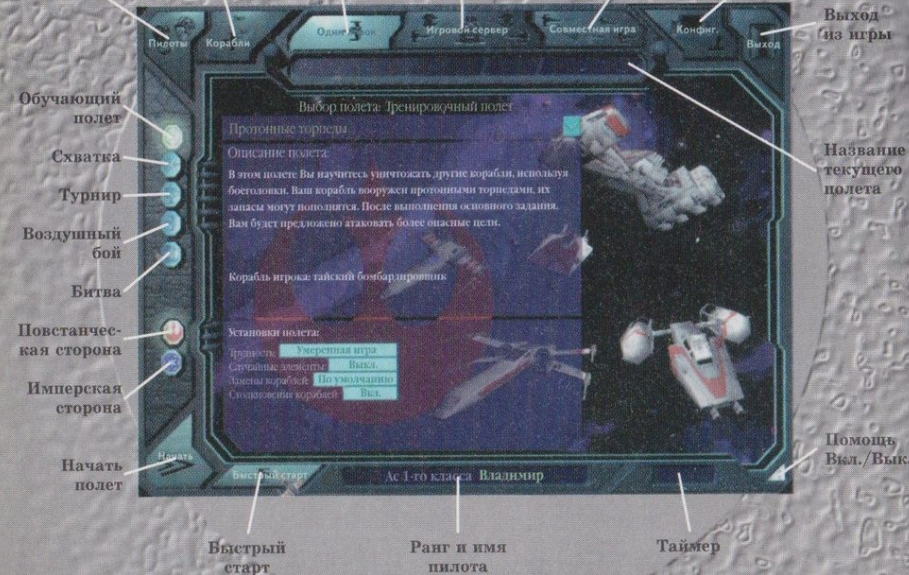 Пилоты
Корабли
Один игрок
Игровой сервер
Совместная игра
Конфиг.
Выход
Выход
из игры
Обучающий
полет
Схватка
Турнир
Воздушный
бой
Битва
Повстанчес-
кая сторона
Имперская
сторона
Начать
полет
Выбор полета: Тренировочный полет
Протонные торпеды
Описание полета:
В этом полете Вы научитесь уничтожать другие корабли, используя
боеголовки. Ваш корабль вооружен протонными торпедами, их
запасы могут пополнятся. После выполнения основного задания,
Вам будет предложено атаковать более опасные цели.
Корабль игрока: тайский бомбардировщик
Установки полета:
Трудность: Умеренная игра
Случайные элементы: Выкл.
Замены кораблей: По умолчанию
Столкновения кораблей: Вкл.
Название
текущего
полета
Начать
Быстрый старт
Ас 1-го класса Владимир
Помощь
Вкл./Выкл.
Быстрый
старт
Ранг и имя
пилота
Таймер